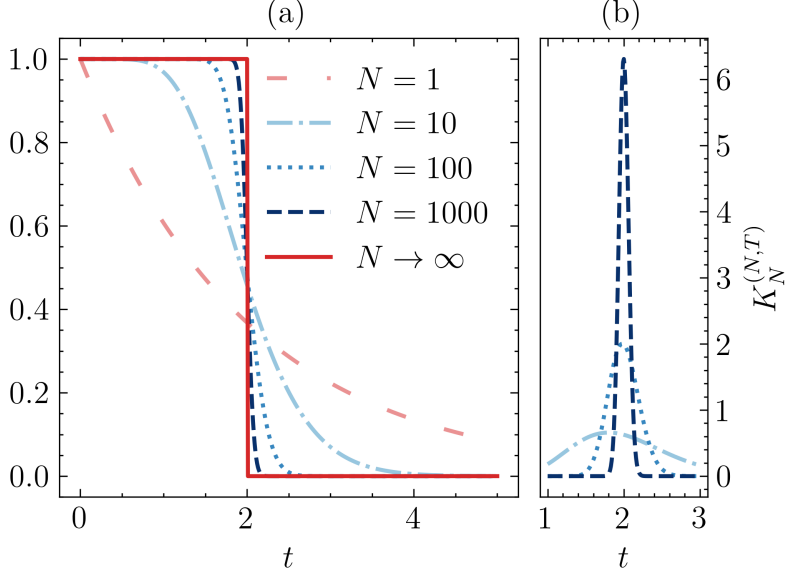 (a)
1.0
0.8
0.6
0.4
0.2
0.0
0
2
4
t
N = 1
N = 10
N = 100
N = 1000
N → ∞
(b)
6
5
4
3
2
1
0
1
2
3
t
K_N^{(N,T)}